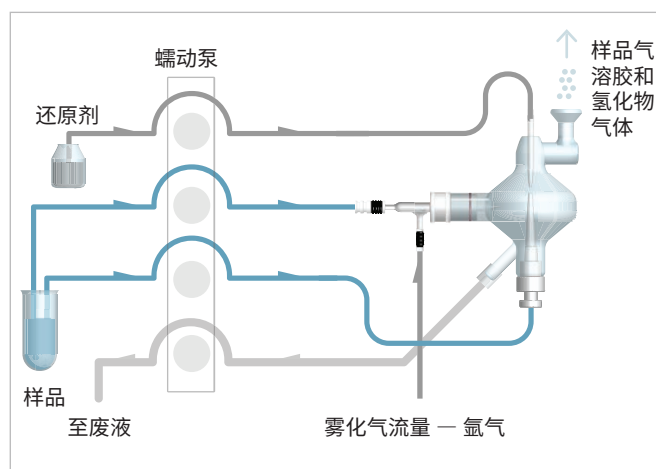 蠕动泵
样品气
溶胶和
氢化物
气体
还原剂
样品
至废液
雾化气流量 — 氩气